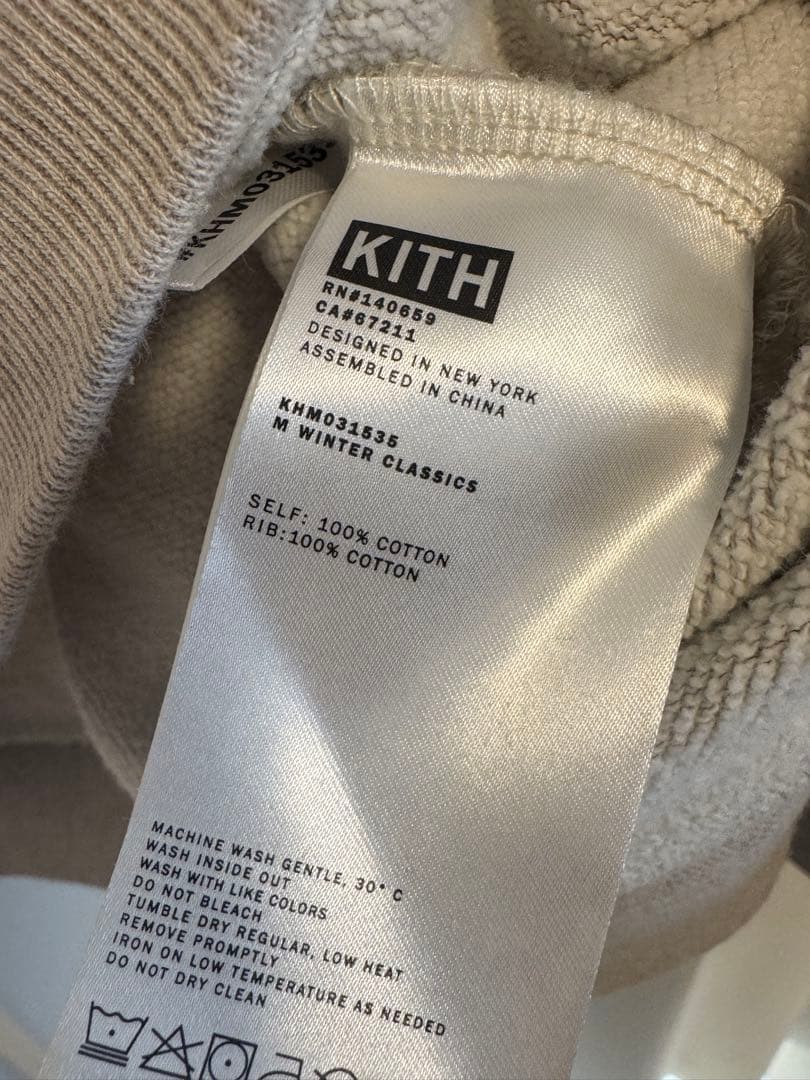 #KHM03153
KITH
RN#140659
CA#67211
DESIGNED IN NEW YORK
ASSEMBLED IN CHINA
KHM031535
M WINTER CLASSICS
SELF: 100% COTTON
RIB:100% COTTON
MACHINE WASH GENTLE, 30° C
WASH INSIDE OUT
WASH WITH LIKE COLORS
DO NOT BLEACH
TUMBLE DRY REGULAR, LOW HEAT
REMOVE PROMPTLY
IRON ON LOW TEMPERATURE AS NEEDED
DO NOT DRY CLEAN